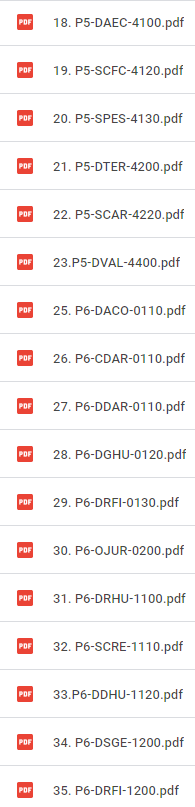 PDF 18. P5-DAEC-4100.pdf
PDF 19. P5-SCFC-4120.pdf
PDF 20. P5-SPES-4130.pdf
PDF 21. P5-DTER-4200.pdf
PDF 22. P5-SCAR-4220.pdf
PDF 23.P5-DVAL-4400.pdf
PDF 25. P6-DACO-0110.pdf
PDF 26. P6-CDAR-0110.pdf
PDF 27. P6-DDAR-0110.pdf
PDF 28. P6-DGHU-0120.pdf
PDF 29. P6-DRFI-0130.pdf
PDF 30. P6-OJUR-0200.pdf
PDF 31. P6-DRHU-1100.pdf
PDF 32. P6-SCRE-1110.pdf
PDF 33.P6-DDHU-1120.pdf
PDF 34. P6-DSGE-1200.pdf
PDF 35. P6-DRFI-1200.pdf